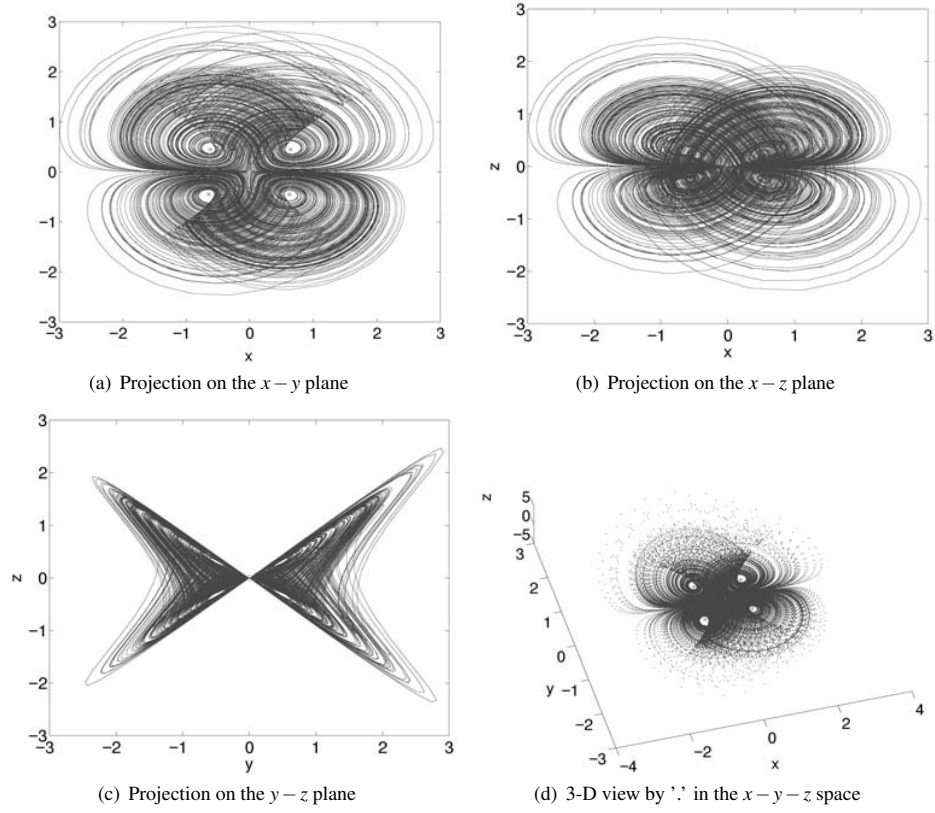 3
2
1
0
−1
−2
−3
−3 −2 −1 0 1 2 3
x
y
(a) Projection on the x − y plane
3
2
1
0
−1
−2
−3
−3 −2 −1 0 1 2 3
x
z
(b) Projection on the x − z plane
3
2
1
0
−1
−2
−3
−3 −2 −1 0 1 2 3
y
z
(c) Projection on the y − z plane
z
5
0
−5
3
2
1
0
y −1
−2
−3
−4 −2 0 2 4
x
(d) 3-D view by '.' in the x − y − z space